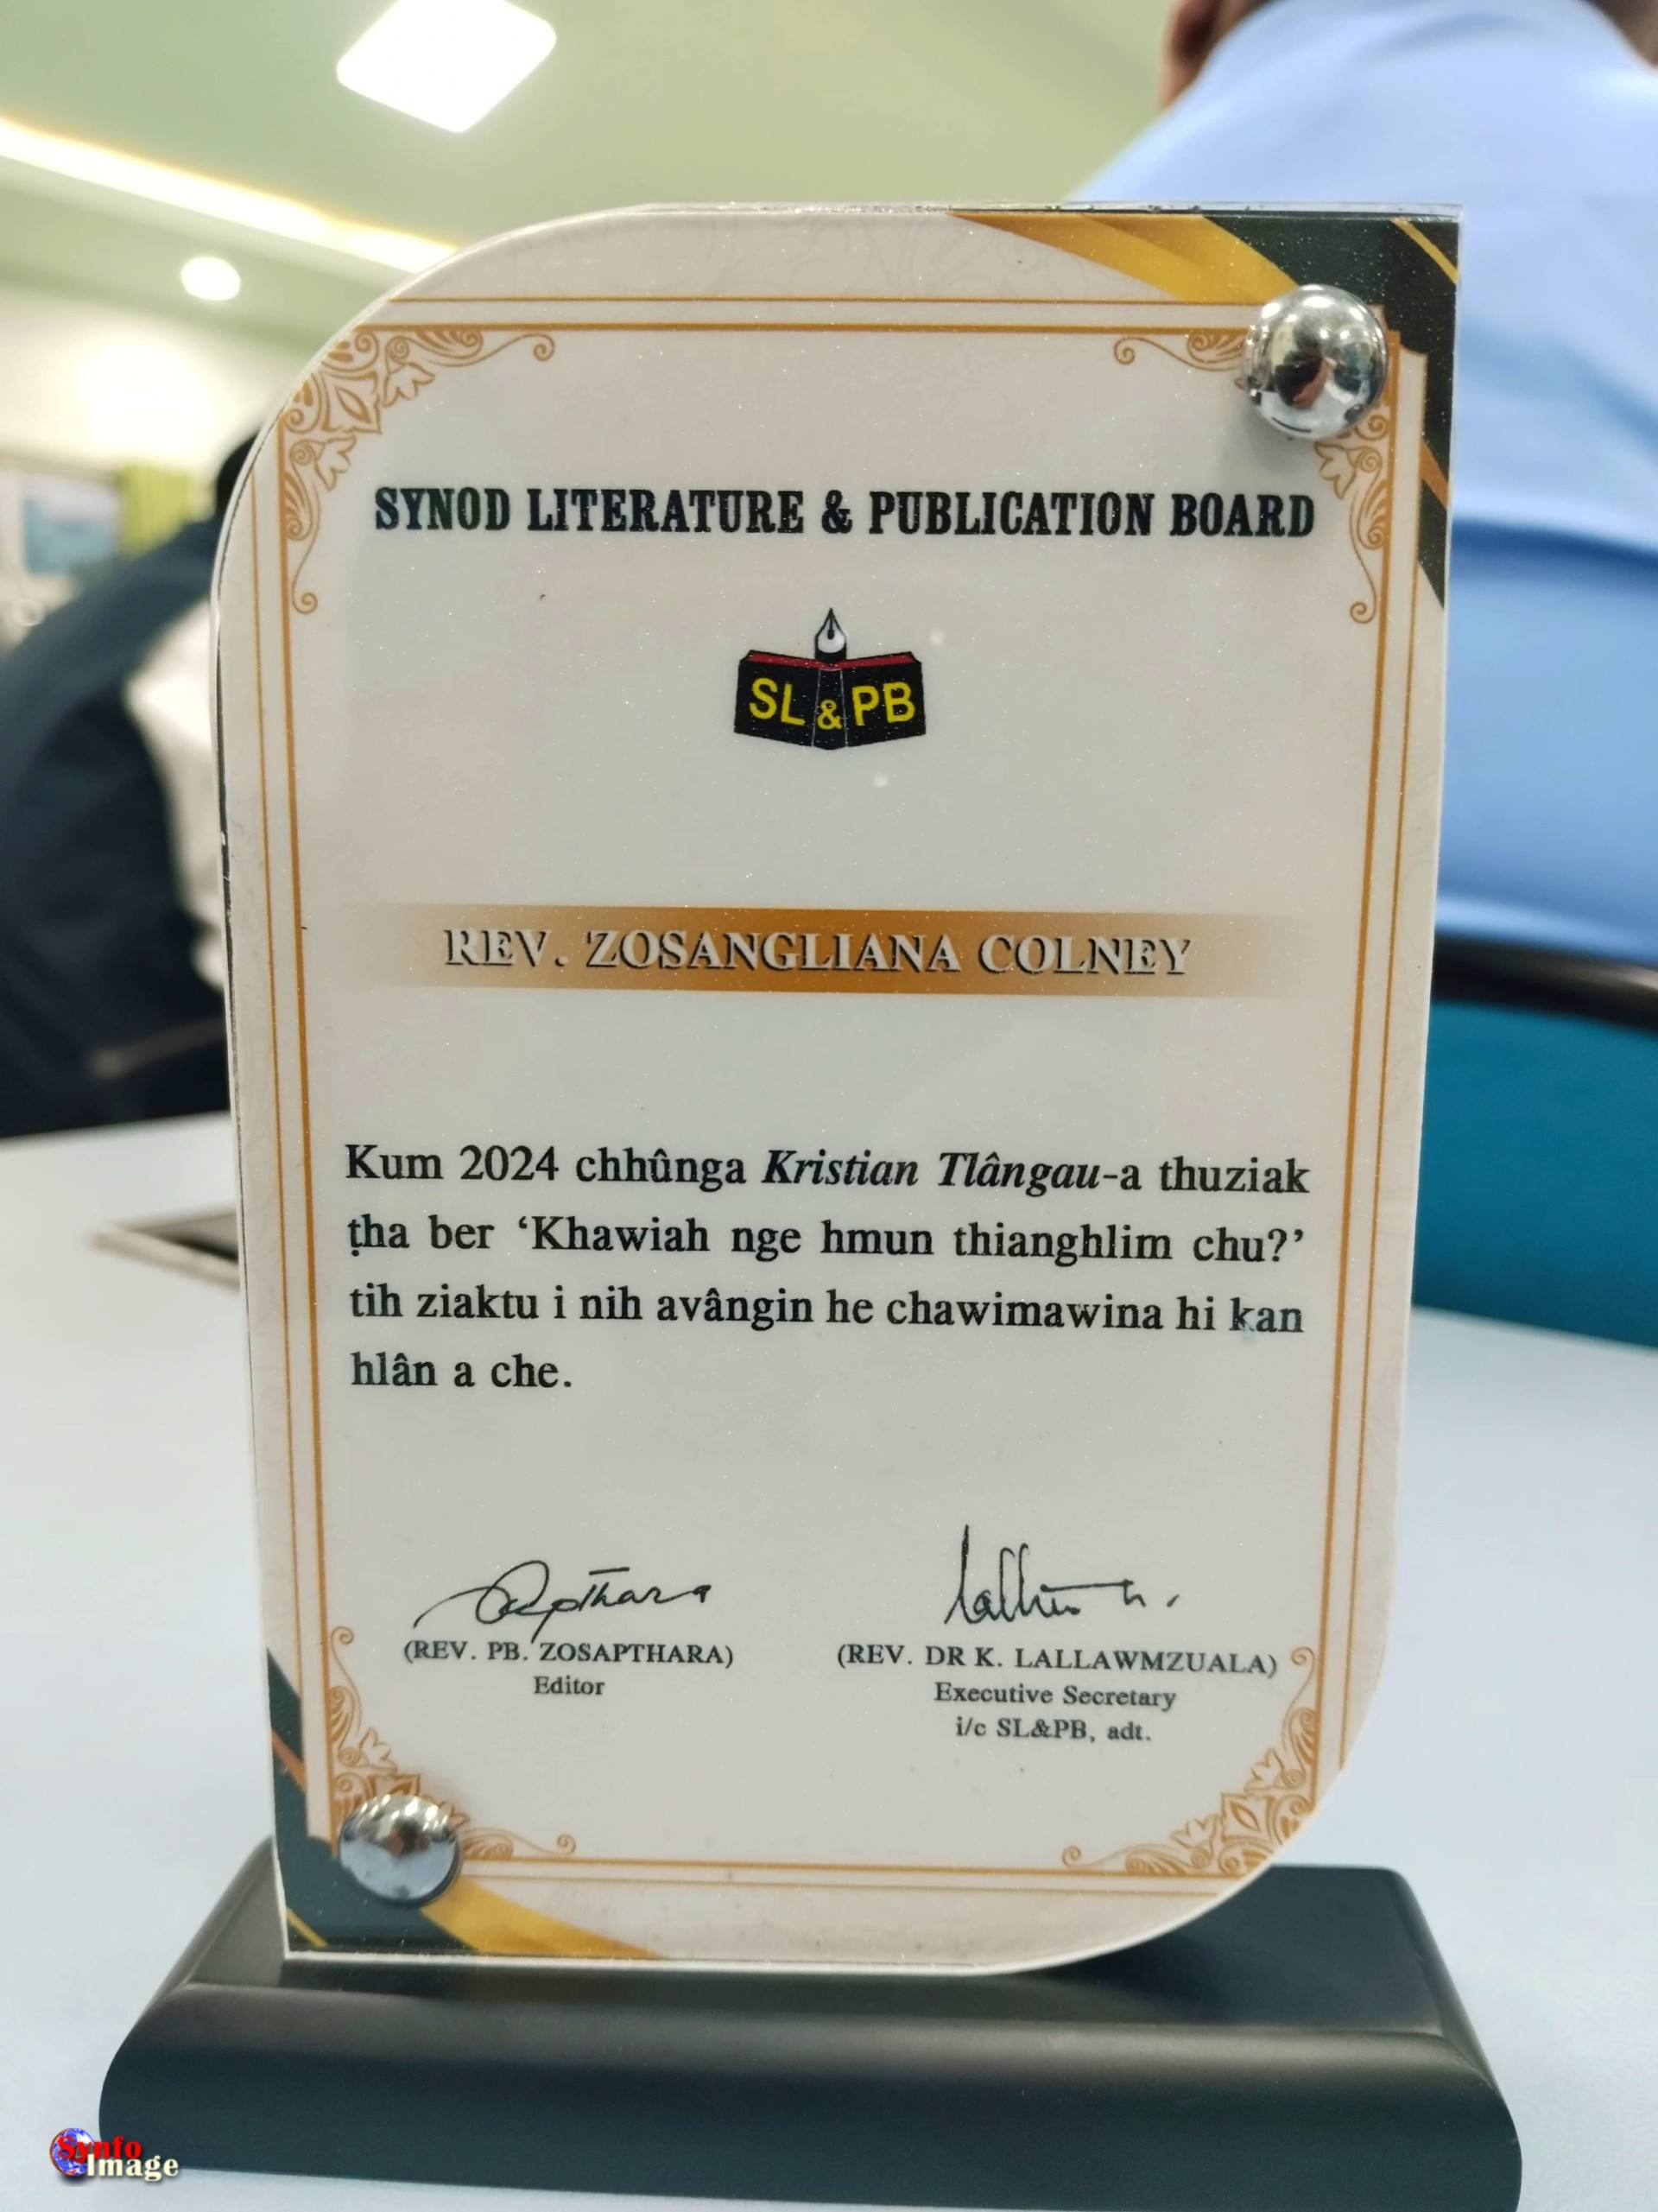 SYNOD LITERATURE & PUBLICATION BOARD
SL & PB
REV. ZOSANGLIANA COLNEY
Kum 2024 chhûnga Kristian Tlângau-a thuziak
ṭha ber ‘Khawiah nge hmun thianghlim chu?’
tih ziaktu i nih avângin he chawimawina hi kan
hlân a che.
(REV. PB. ZOSAPTHARA)
Editor
(REV. DR K. LALLAWMZUALA)
Executive Secretary
i/c SL&PB, adt.
Synfo
Image